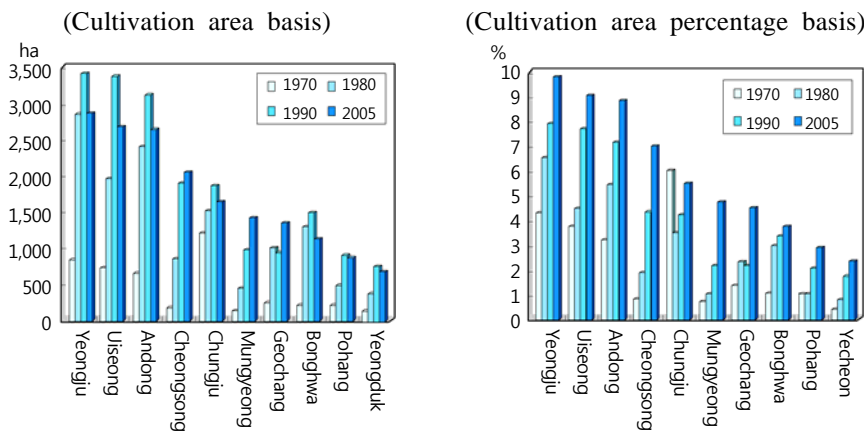 (Cultivation area basis)
ha
3,500
3,000
2,500
2,000
1,500
1,000
500
0
1970 1980
1990 2005
Yeongju
Uiseong
Andong
Cheongsong
Chungju
Mungyeong
Geochang
Bonghwa
Pohang
Yeongduk
(Cultivation area percentage basis)
%
10
9
8
7
6
5
4
3
2
1
0
1970 1980
1990 2005
Yeongju
Uiseong
Andong
Cheongsong
Chungju
Mungyeong
Geochang
Bonghwa
Pohang
Yecheon